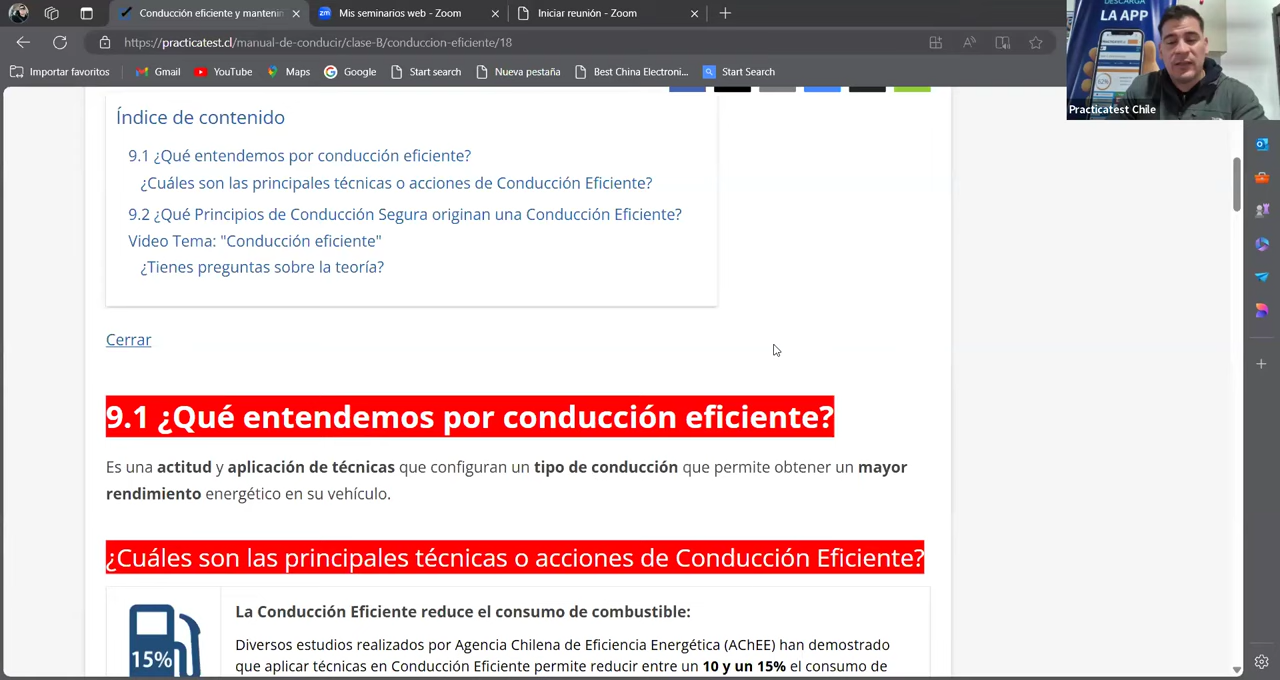 Conducción eficiente y mantenin
Mis seminarios web - Zoom
Iniciar reunión - Zoom
https://practicatest.cl/manual-de-conducir/clase-B/conduccion-eficiente/18
Importar favoritos
Gmail
YouTube
Maps
Google
Start search
Nueva pestaña
Best China Electroni...
Start Search
DESCARGA
LA APP
62%
Practicatest Chile
Índice de contenido
9.1 ¿Qué entendemos por conducción eficiente?
¿Cuáles son las principales técnicas o acciones de Conducción Eficiente?
9.2 ¿Qué Principios de Conducción Segura originan una Conducción Eficiente?
Video Tema: "Conducción eficiente"
¿Tienes preguntas sobre la teoría?
Cerrar
9.1 ¿Qué entendemos por conducción eficiente?
Es una actitud y aplicación de técnicas que configuran un tipo de conducción que permite obtener un mayor
rendimiento energético en su vehículo.
¿Cuáles son las principales técnicas o acciones de Conducción Eficiente?
15%
La Conducción Eficiente reduce el consumo de combustible:
Diversos estudios realizados por Agencia Chilena de Eficiencia Energética (AChEE) han demostrado
que aplicar técnicas en Conducción Eficiente permite reducir entre un 10 y un 15% el consumo de